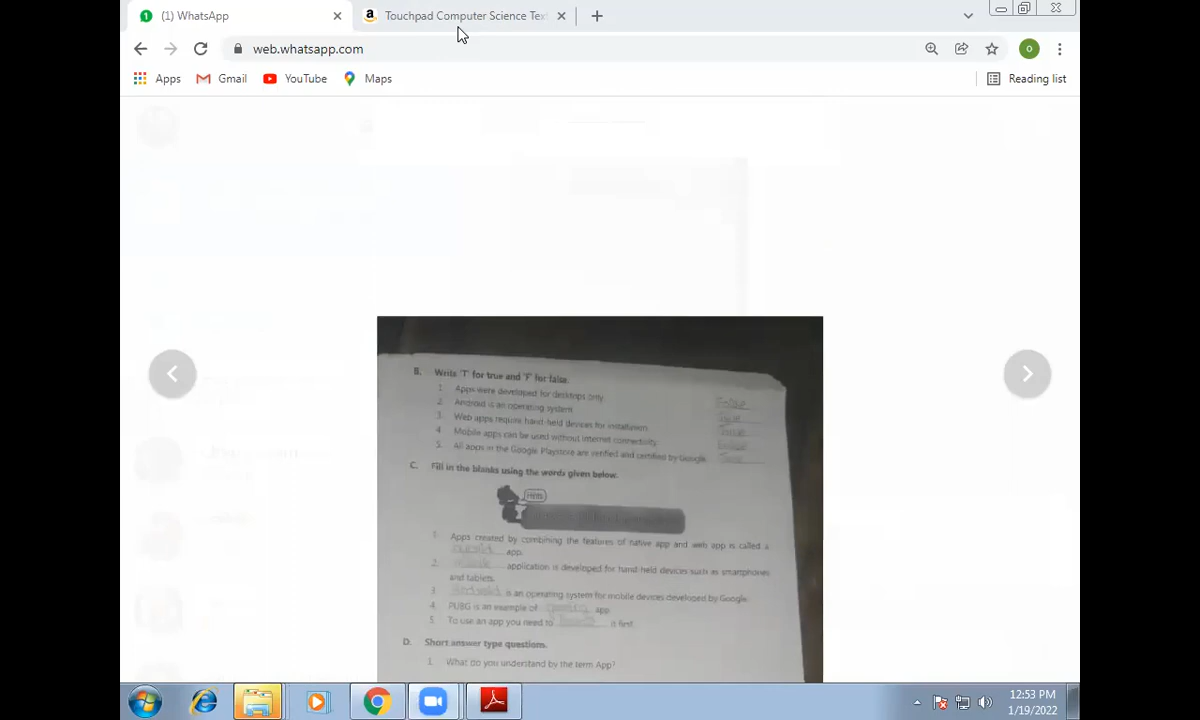 (1) WhatsApp
Touchpad Computer Science Tex
web.whatsapp.com
Apps
Gmail
YouTube
Maps
Reading list
B. Write 'T' for true and 'F' for false.
1. Apps were developed for desktops only.
2. Android is an operating system.
3. Web apps require hand-held devices for installation.
4. Mobile apps can be used without internet connectivity.
5. All apps in the Google Playstore are verified and certified by Google.
C. Fill in the blanks using the words given below.
Hint
1. Apps created by combining the features of native app and web app is called a
app.
2. application is developed for hand-held devices such as smartphones
and tablets.
3. Android is an operating system for mobile devices developed by Google.
4. PUBG is an example of app.
5. To use an app you need to it first.
D. Short answer type questions.
1. What do you understand by the term App?
12:53 PM
1/19/2022